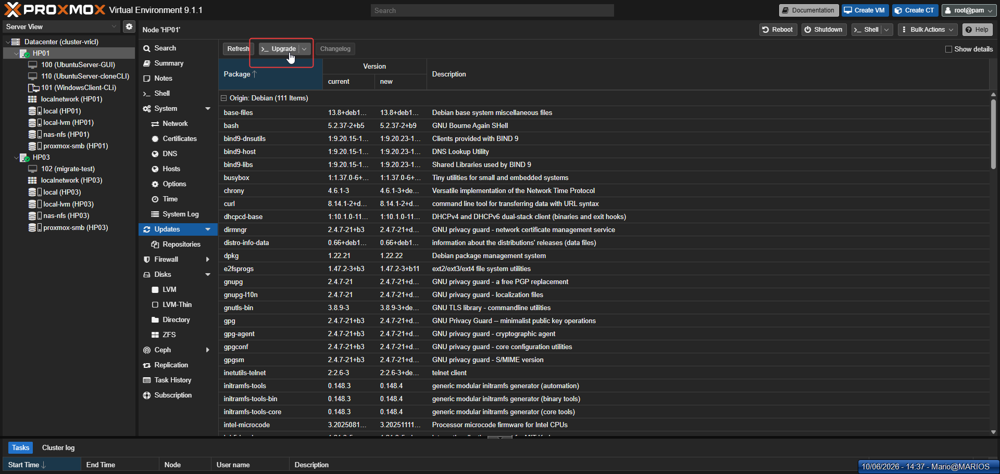 PROXMOX Virtual Environment 9.1.1
Search
Documentation
Create VM
Create CT
root@pam
Server View
Node 'HP01'
Reboot
Shutdown
Shell
Bulk Actions
Help
Datacenter (cluster-vricl)
HP01
100 (UbuntuServer-GUI)
110 (UbuntuServer-cloneCLI)
101 (WindowsClient-CLi)
localnetwork (HP01)
local (HP01)
local-lvm (HP01)
nas-nfs (HP01)
proxmox-smb (HP01)
HP03
102 (migrate-test)
localnetwork (HP03)
local (HP03)
local-lvm (HP03)
nas-nfs (HP03)
proxmox-smb (HP03)
Search
Summary
Notes
Shell
System
Network
Certificates
DNS
Hosts
Options
Time
System Log
Updates
Repositories
Firewall
Disks
LVM
LVM-Thin
Directory
ZFS
Ceph
Replication
Task History
Subscription
Refresh
Upgrade
Changelog
Show details
Package
Version
current
new
Description
Origin: Debian (111 Items)
base-files 13.8+deb1... 13.8+deb1... Debian base system miscellaneous files
bash 5.2.37-2+b5 5.2.37-2+b9 GNU Bourne Again SHell
bind9-dnsutils 1:9.20.15-1... 1:9.20.23-1... Clients provided with BIND 9
bind9-host 1:9.20.15-1... 1:9.20.23-1... DNS Lookup Utility
bind9-libs 1:9.20.15-1... 1:9.20.23-1... Shared Libraries used by BIND 9
busybox 1:1.37.0-6+... 1:1.37.0-6+... Tiny utilities for small and embedded systems
chrony 4.6.1-3 4.6.1-3+de... Versatile implementation of the Network Time Protocol
curl 8.14.1-2+d... 8.14.1-2+d... command line tool for transferring data with URL syntax
dhcpcd-base 1:10.1.0-11... 1:10.1.0-11... DHCPv4 and DHCPv6 dual-stack client (binaries and exit hooks)
dirmngr 2.4.7-21+b3 2.4.7-21+d... GNU privacy guard - network certificate management service
distro-info-data 0.66+deb1... 0.66+deb1... information about the distributions' releases (data files)
dpkg 1.22.21 1.22.22 Debian package management system
e2fsprogs 1.47.2-3+b3 1.47.2-3+b11 ext2/ext3/ext4 file system utilities
gnupg 2.4.7-21 2.4.7-21+d... GNU privacy guard - a free PGP replacement
gnupg-l10n 2.4.7-21 2.4.7-21+d... GNU privacy guard - localization files
gnutls-bin 3.8.9-3 3.8.9-3+de... GNU TLS library - commandline utilities
gpg 2.4.7-21+b3 2.4.7-21+d... GNU Privacy Guard -- minimalist public key operations
gpg-agent 2.4.7-21+b3 2.4.7-21+d... GNU privacy guard - cryptographic agent
gpgconf 2.4.7-21+b3 2.4.7-21+d... GNU privacy guard - core configuration utilities
gpgsm 2.4.7-21+b3 2.4.7-21+d... GNU privacy guard - S/MIME version
inetutils-telnet 2:2.6-3 2:2.6-3+de... telnet client
initramfs-tools 0.148.3 0.148.4 generic modular initramfs generator (automation)
initramfs-tools-bin 0.148.3 0.148.4 generic modular initramfs generator (binary tools)
initramfs-tools-core 0.148.3 0.148.4 generic modular initramfs generator (core tools)
intel-microcode 3.2025081... 3.20251111... Processor microcode firmware for Intel CPUs
Tasks
Cluster log
Start Time
End Time
Node
User name
Description
10/06/2026 - 14:37 - Mario@MARIOS